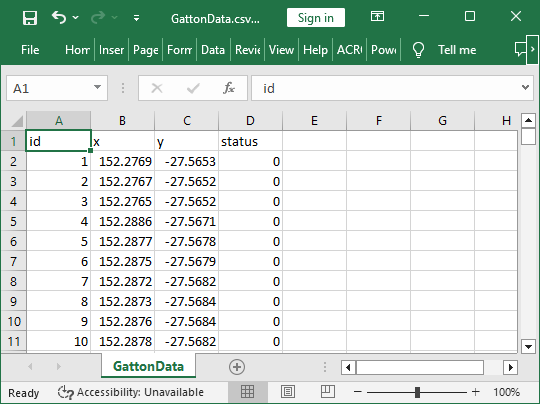 GattonData.csv... Sign in
File Hom Inser Page Form Data Revie View Help ACRO Powe Tell me
A1 fx id
A B C D E F G H
1 id x y status
2 1 152.2769 -27.5653 0
3 2 152.2767 -27.5652 0
4 3 152.2765 -27.5652 0
5 4 152.2886 -27.5671 0
6 5 152.2877 -27.5678 0
7 6 152.2875 -27.5679 0
8 7 152.2872 -27.5682 0
9 8 152.2873 -27.5684 0
10 9 152.2876 -27.5684 0
11 10 152.2878 -27.5682 0
GattonData
Ready Accessibility: Unavailable 100%